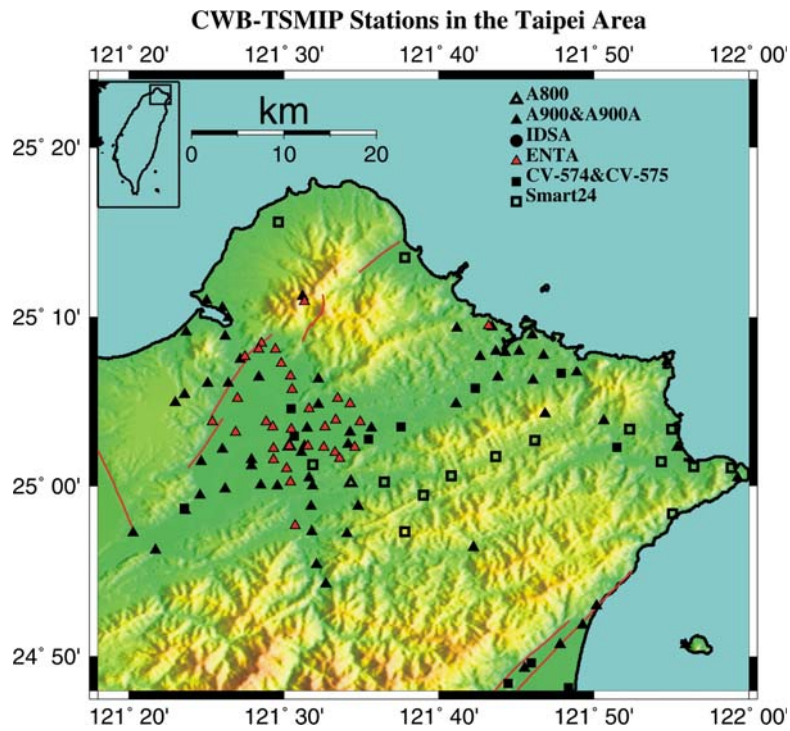 CWB-TSMIP Stations in the Taipei Area
121° 20' 121° 30' 121° 40' 121° 50' 122° 00'
km
0 10 20
A800
A900&A900A
IDSA
ENTA
CV-574&CV-575
Smart24
25° 20'
25° 10'
25° 00'
24° 50'
121° 20' 121° 30' 121° 40' 121° 50' 122° 00'